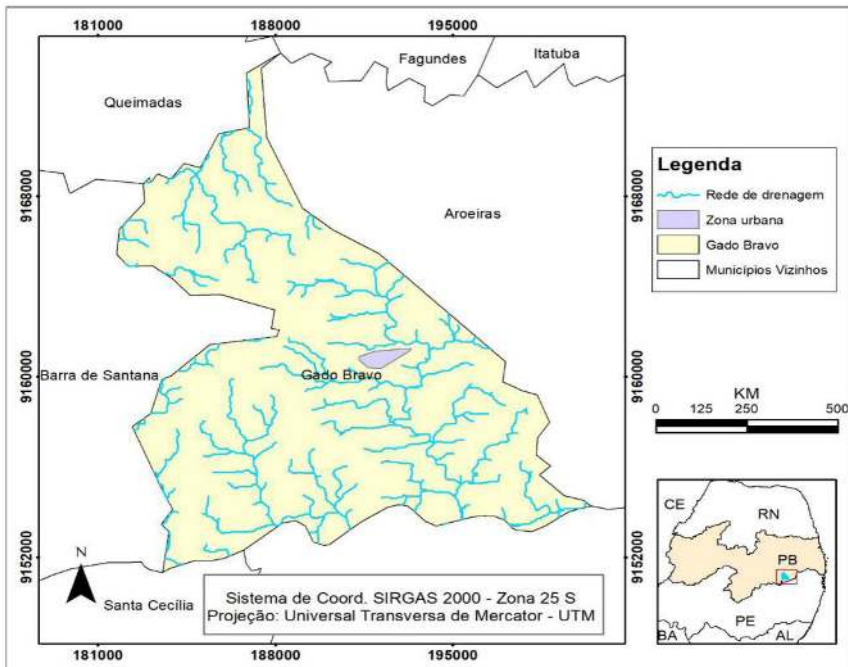 181000 188000 195000
Fagundes
Itatuba
Queimadas
Aroeiras
9168000
9168000
Barra de Santana
Gado Bravo
9160000
9160000
9152000
9152000
N
Santa Cecília
Sistema de Coord. SIRGAS 2000 - Zona 25 S
Projeção: Universal Transversa de Mercator - UTM
181000 188000 195000
Legenda
Rede de drenagem
Zona urbana
Gado Bravo
Municípios Vizinhos
KM
0 125 250 500
CE
RN
PB
PE
BA
AL